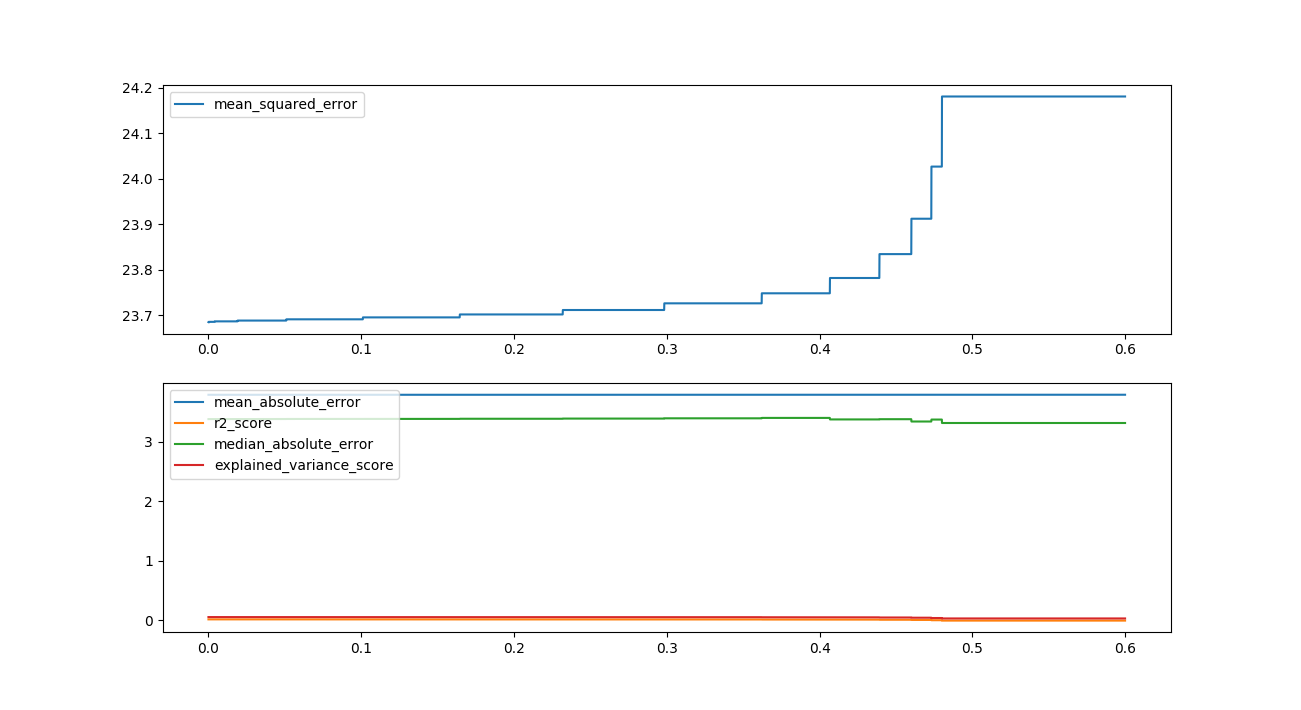 24.2
mean_squared_error
24.1
24.0
23.9
23.8
23.7
0.0 0.1 0.2 0.3 0.4 0.5 0.6
mean_absolute_error
r2_score
3
median_absolute_error
explained_variance_score
2
1
0
0.0 0.1 0.2 0.3 0.4 0.5 0.6